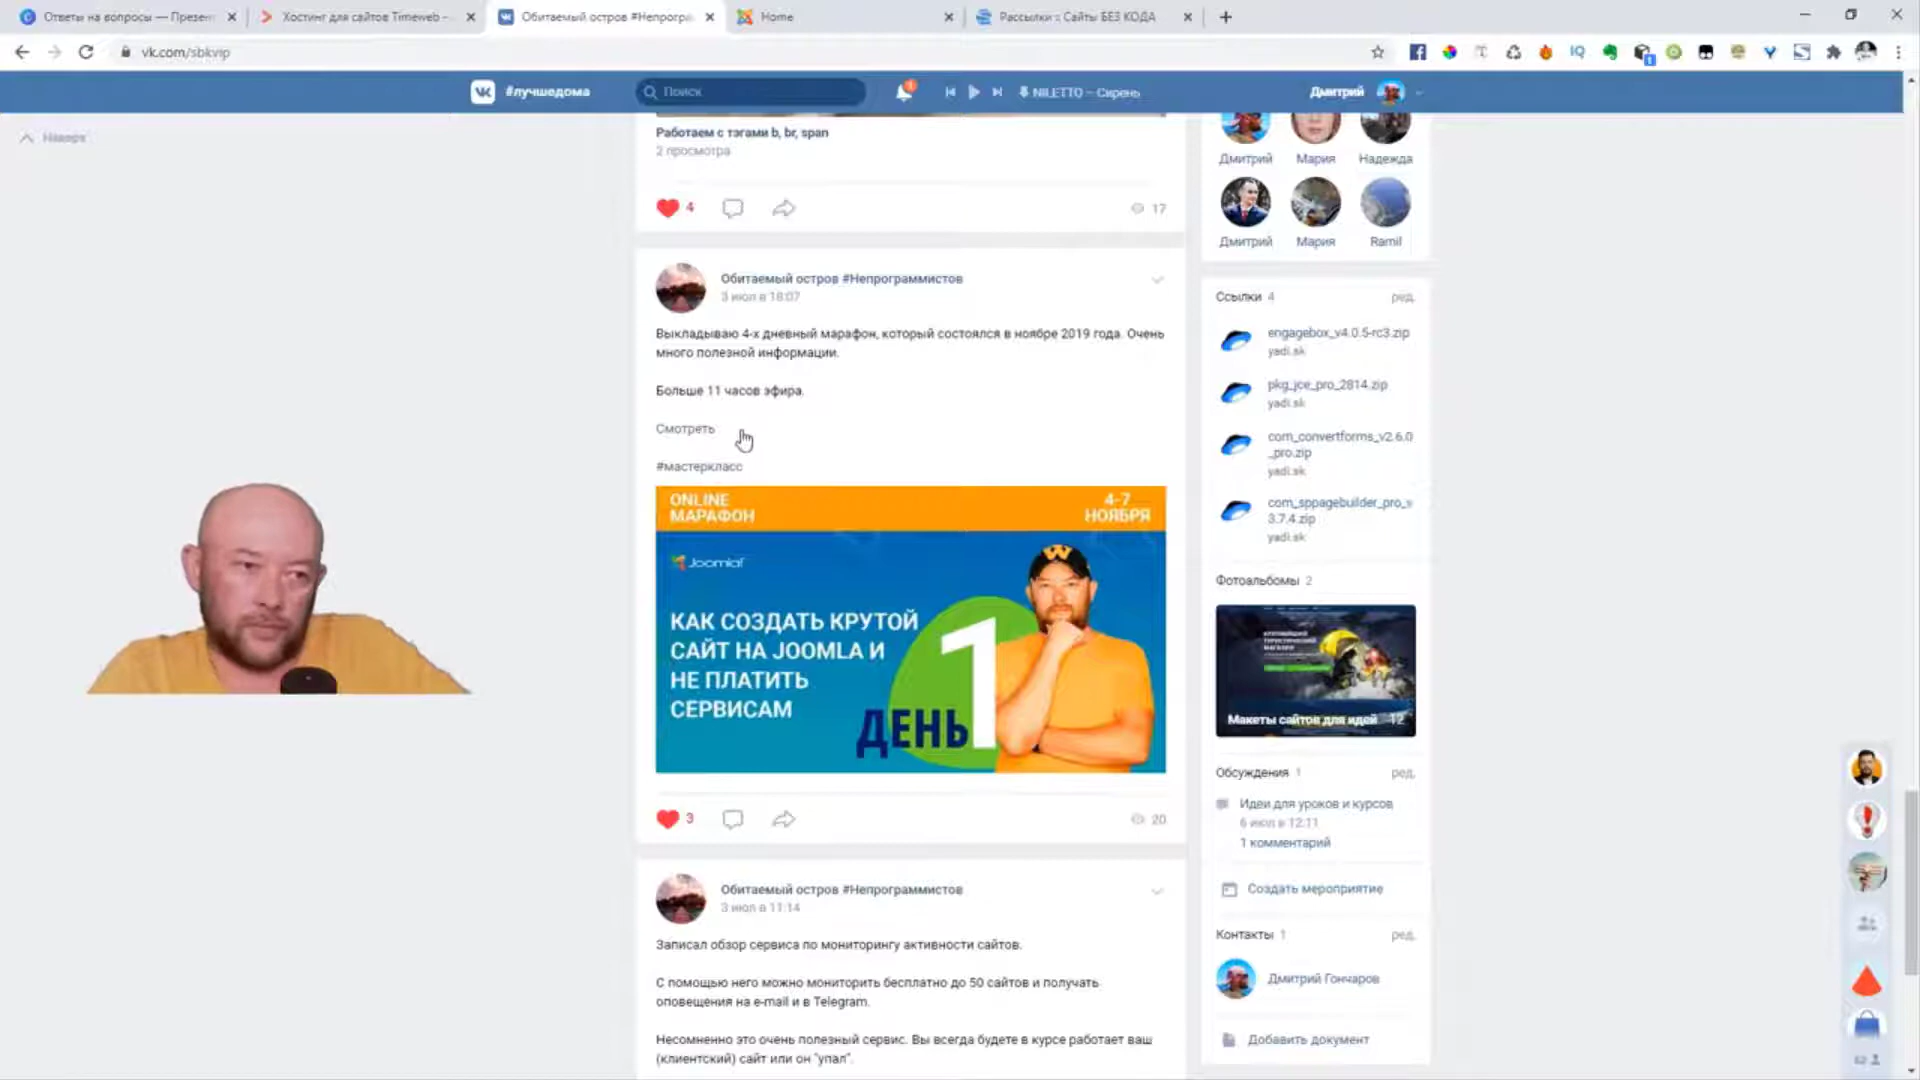 Ответы на вопросы — Презен
Хостинг для сайтов Timeweb -
Обитаемый остров #Непрогра
Home
Рассылки :: Сайты БЕЗ КОДА
vk.com/sbkvip
#лучшедома
Поиск
NILETTO – Сирень
Дмитрий
Наверх
Работаем с тэгами b, br, span
2 просмотра
4
17
Обитаемый остров #Непрограммистов
3 июл в 18:07
Выкладываю 4-х дневный марафон, который состоялся в ноябре 2019 года. Очень
много полезной информации.
Больше 11 часов эфира.
Смотреть
#мастеркласс
ONLINE
МАРАФОН
4-7
НОЯБРЯ
Joomla!
КАК СОЗДАТЬ КРУТОЙ
САЙТ НА JOOMLA И
НЕ ПЛАТИТЬ
СЕРВИСАМ
ДЕНЬ 1
3
20
Обитаемый остров #Непрограммистов
3 июл в 11:14
Записал обзор сервиса по мониторингу активности сайтов.
С помощью него можно мониторить бесплатно до 50 сайтов и получать
оповещения на e-mail и в Telegram.
Несомненно это очень полезный сервис. Вы всегда будете в курсе работает ваш
(клиентский) сайт или он "упал".
Дмитрий
Мария
Надежда
Дмитрий
Мария
Ramil
Ссылки 4
ред.
engagebox_v4.0.5-rc3.zip
yadi.sk
pkg_jce_pro_2814.zip
yadi.sk
com_convertforms_v2.6.0
_pro.zip
yadi.sk
com_sppagebuilder_pro_v
3.7.4.zip
yadi.sk
Фотоальбомы 2
Макеты сайтов для идей 12
Обсуждения 1
ред.
Идеи для уроков и курсов
6 июл в 12:11
1 комментарий
Создать мероприятие
Контакты 1
ред.
Дмитрий Гончаров
Добавить документ